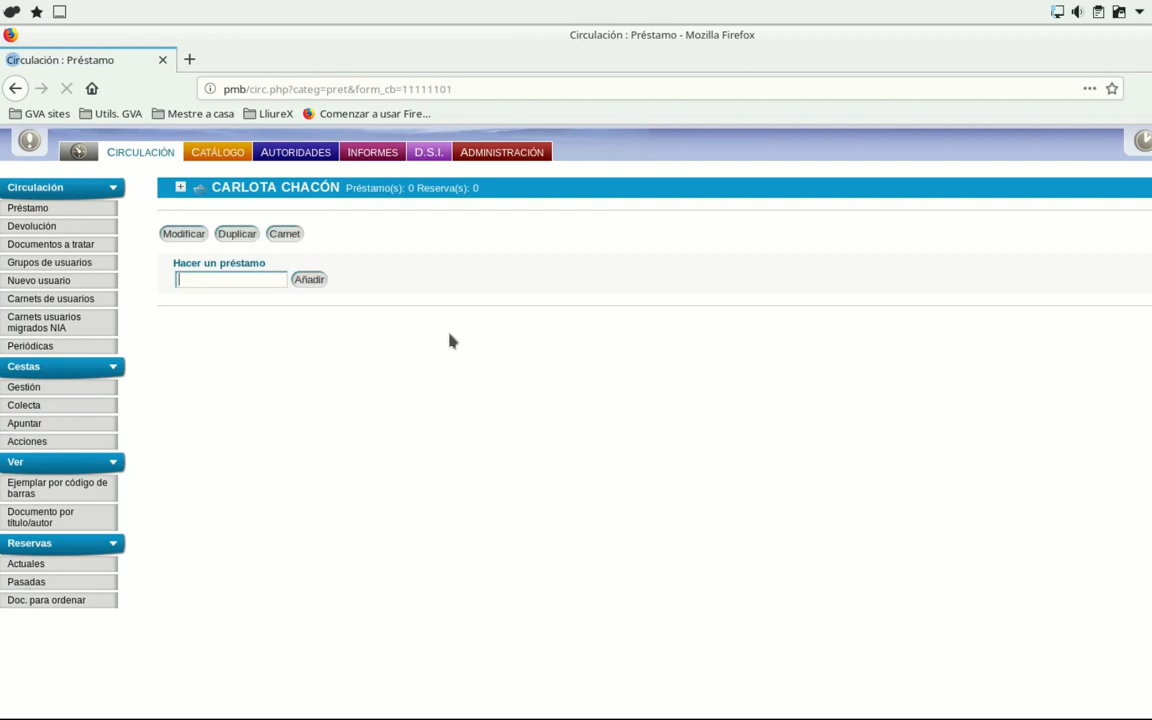 Circulación : Préstamo - Mozilla Firefox
Circulación : Préstamo
pmb/circ.php?categ=pret&form_cb=11111101
GVA sites Utils. GVA Mestre a casa LliureX Comenzar a usar Fire...
CIRCULACIÓN CATÁLOGO AUTORIDADES INFORMES D.S.I. ADMINISTRACIÓN
Circulación
Préstamo
Devolución
Documentos a tratar
Grupos de usuarios
Nuevo usuario
Carnets de usuarios
Carnets usuarios
migrados NIA
Periódicas
Cestas
Gestión
Colecta
Apuntar
Acciones
Ver
Ejemplar por código de
barras
Documento por
título/autor
Reservas
Actuales
Pasadas
Doc. para ordenar
CARLOTA CHACÓN Préstamo(s): 0 Reserva(s): 0
Modificar Duplicar Carnet
Hacer un préstamo
Añadir